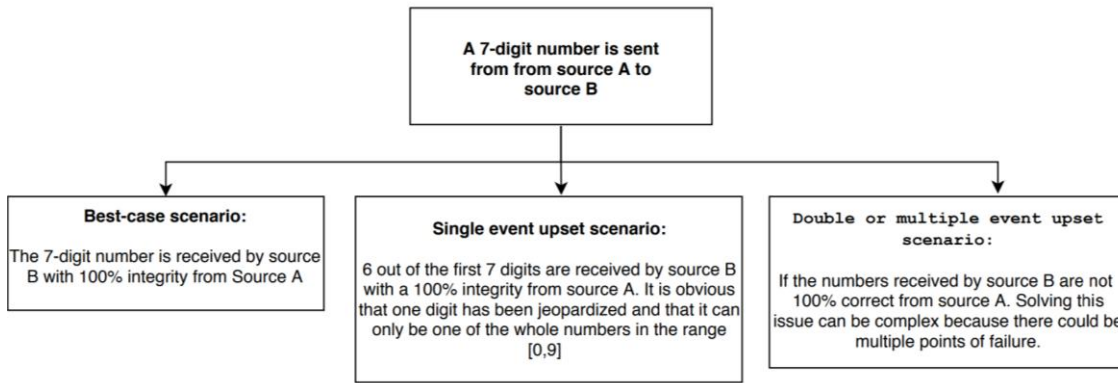 A 7-digit number is sent
from from source A to
source B
Best-case scenario:
The 7-digit number is received by source
B with 100% integrity from Source A
Single event upset scenario:
6 out of the first 7 digits are received by source B
with a 100% integrity from source A. It is obvious
that one digit has been jeopardized and that it can
only be one of the whole numbers in the range
[0,9]
Double or multiple event upset
scenario:
If the numbers received by source B are not
100% correct from source A. Solving this
issue can be complex because there could be
multiple points of failure.